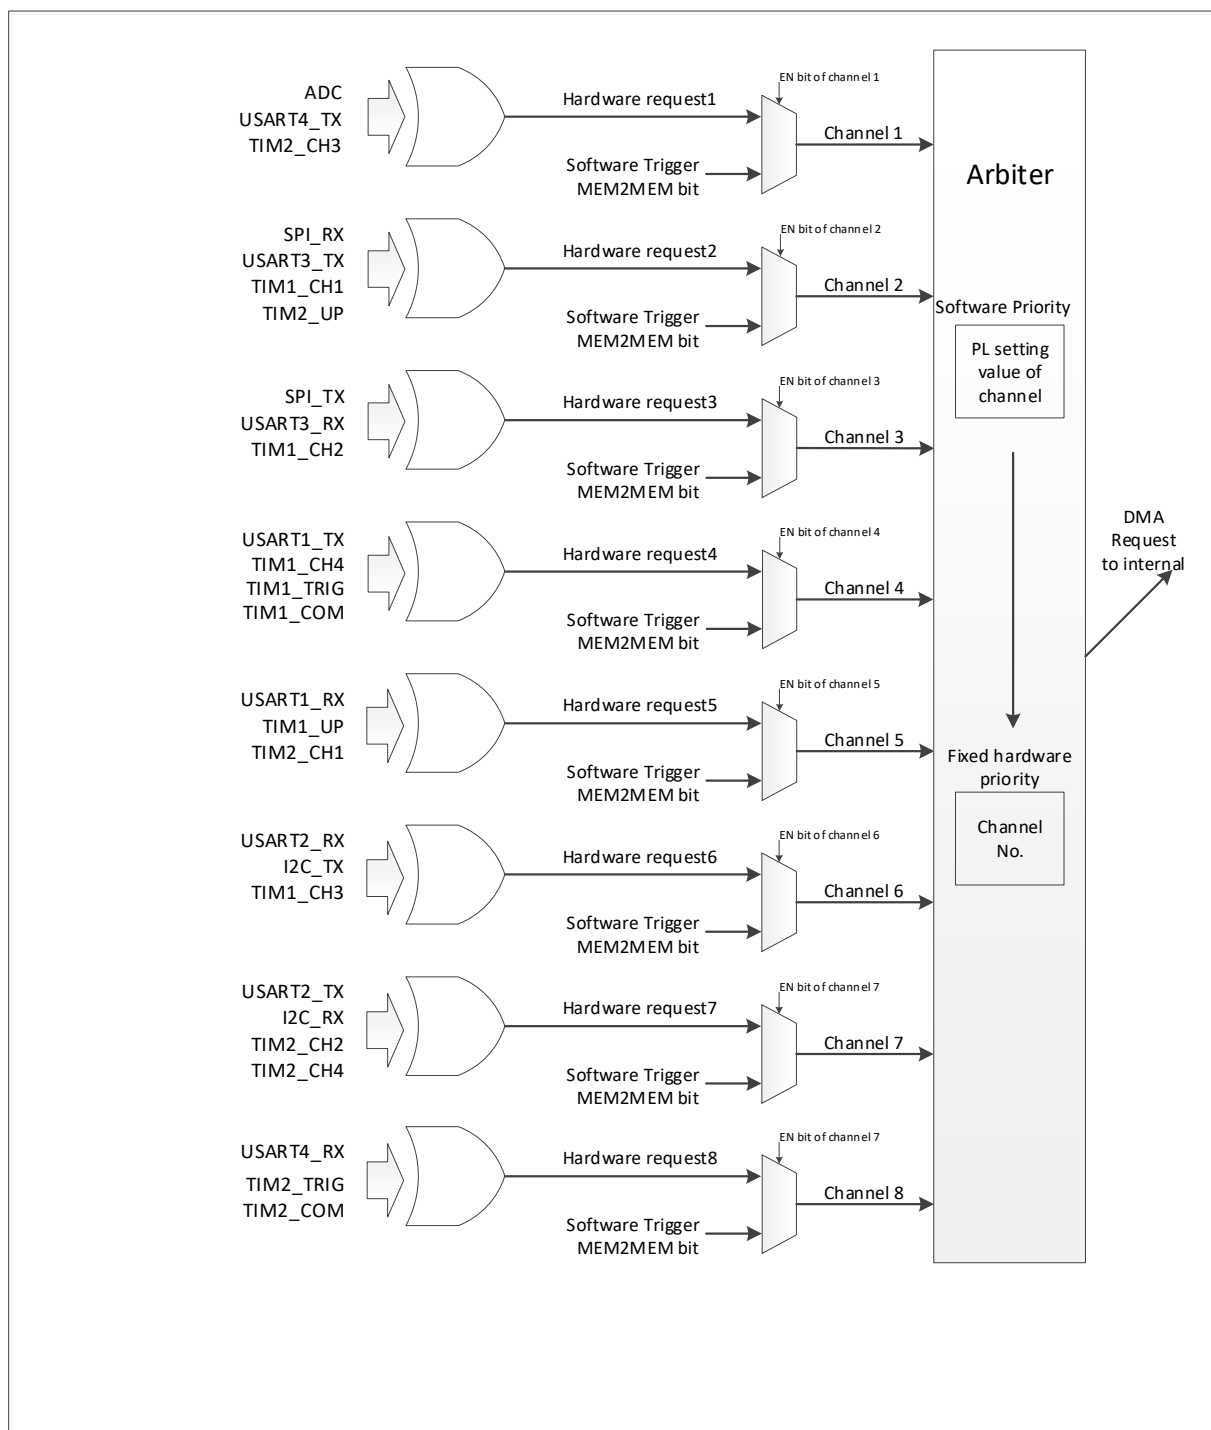 ADC
USART4_TX
TIM2_CH3
Hardware request1
EN bit of channel 1
Software Trigger
MEM2MEM bit
Channel 1
SPI_RX
USART3_TX
TIM1_CH1
TIM2_UP
Hardware request2
EN bit of channel 2
Software Trigger
MEM2MEM bit
Channel 2
SPI_TX
USART3_RX
TIM1_CH2
Hardware request3
EN bit of channel 3
Software Trigger
MEM2MEM bit
Channel 3
USART1_TX
TIM1_CH4
TIM1_TRIG
TIM1_COM
Hardware request4
EN bit of channel 4
Software Trigger
MEM2MEM bit
Channel 4
USART1_RX
TIM1_UP
TIM2_CH1
Hardware request5
EN bit of channel 5
Software Trigger
MEM2MEM bit
Channel 5
USART2_RX
I2C_TX
TIM1_CH3
Hardware request6
EN bit of channel 6
Software Trigger
MEM2MEM bit
Channel 6
USART2_TX
I2C_RX
TIM2_CH2
TIM2_CH4
Hardware request7
EN bit of channel 7
Software Trigger
MEM2MEM bit
Channel 7
USART4_RX
TIM2_TRIG
TIM2_COM
Hardware request8
EN bit of channel 7
Software Trigger
MEM2MEM bit
Channel 8
Arbiter
Software Priority
PL setting
value of
channel
Fixed hardware
priority
Channel
No.
DMA
Request
to internal